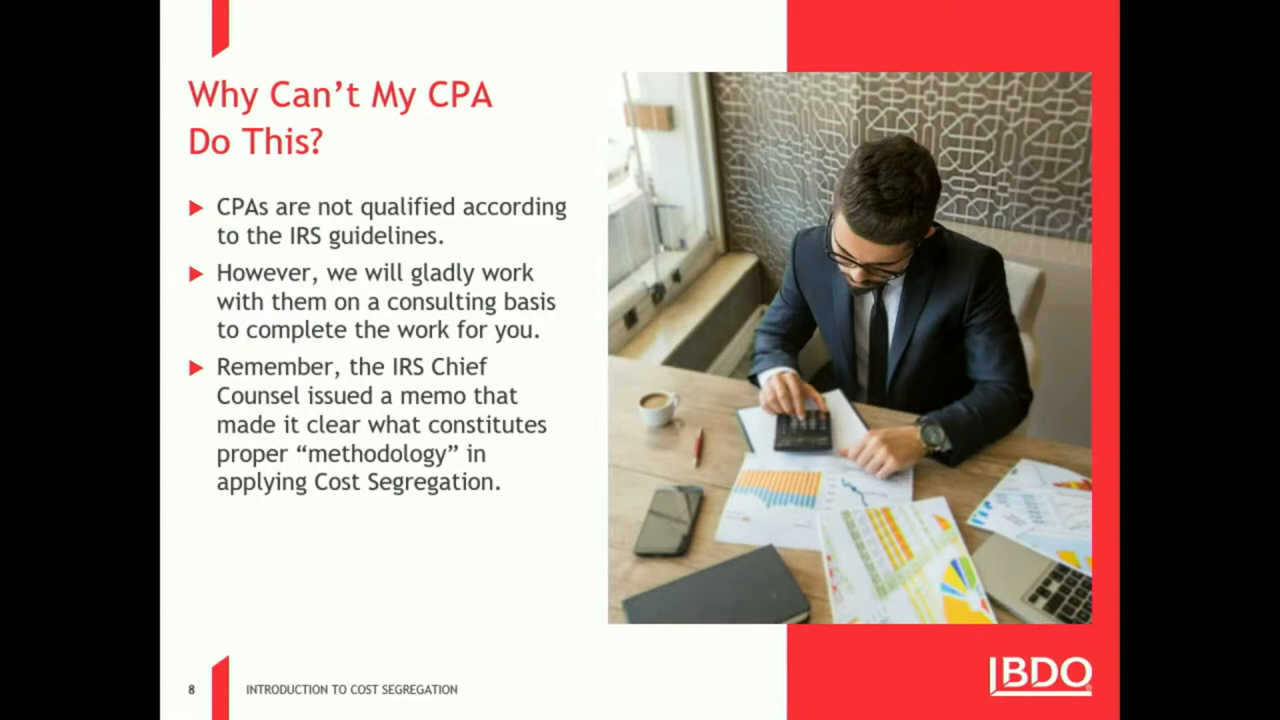 Why Can’t My CPA
Do This?
CPAs are not qualified according
to the IRS guidelines.
However, we will gladly work
with them on a consulting basis
to complete the work for you.
Remember, the IRS Chief
Counsel issued a memo that
made it clear what constitutes
proper “methodology” in
applying Cost Segregation.
8
INTRODUCTION TO COST SEGREGATION
BDO